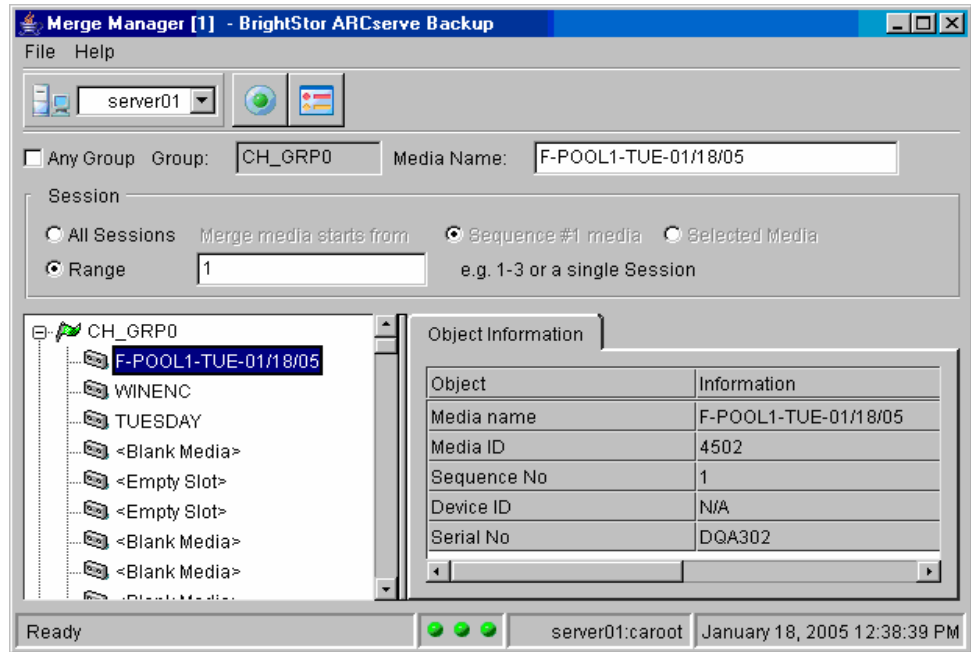 Merge Manager [1] - BrightStor ARCserve Backup
File Help
server01
Any Group Group: CH_GRP0 Media Name: F-POOL1-TUE-01/18/05
Session
All Sessions Merge media starts from Sequence #1 media Selected Media
Range 1 e.g. 1-3 or a single Session
CH_GRP0
F-POOL1-TUE-01/18/05
WINENC
TUESDAY
<Blank Media>
<Empty Slot>
<Empty Slot>
<Blank Media>
<Blank Media>
Object Information
Object Information
Media name F-POOL1-TUE-01/18/05
Media ID 4502
Sequence No 1
Device ID N/A
Serial No DQA302
Ready server01:caroot January 18, 2005 12:38:39 PM